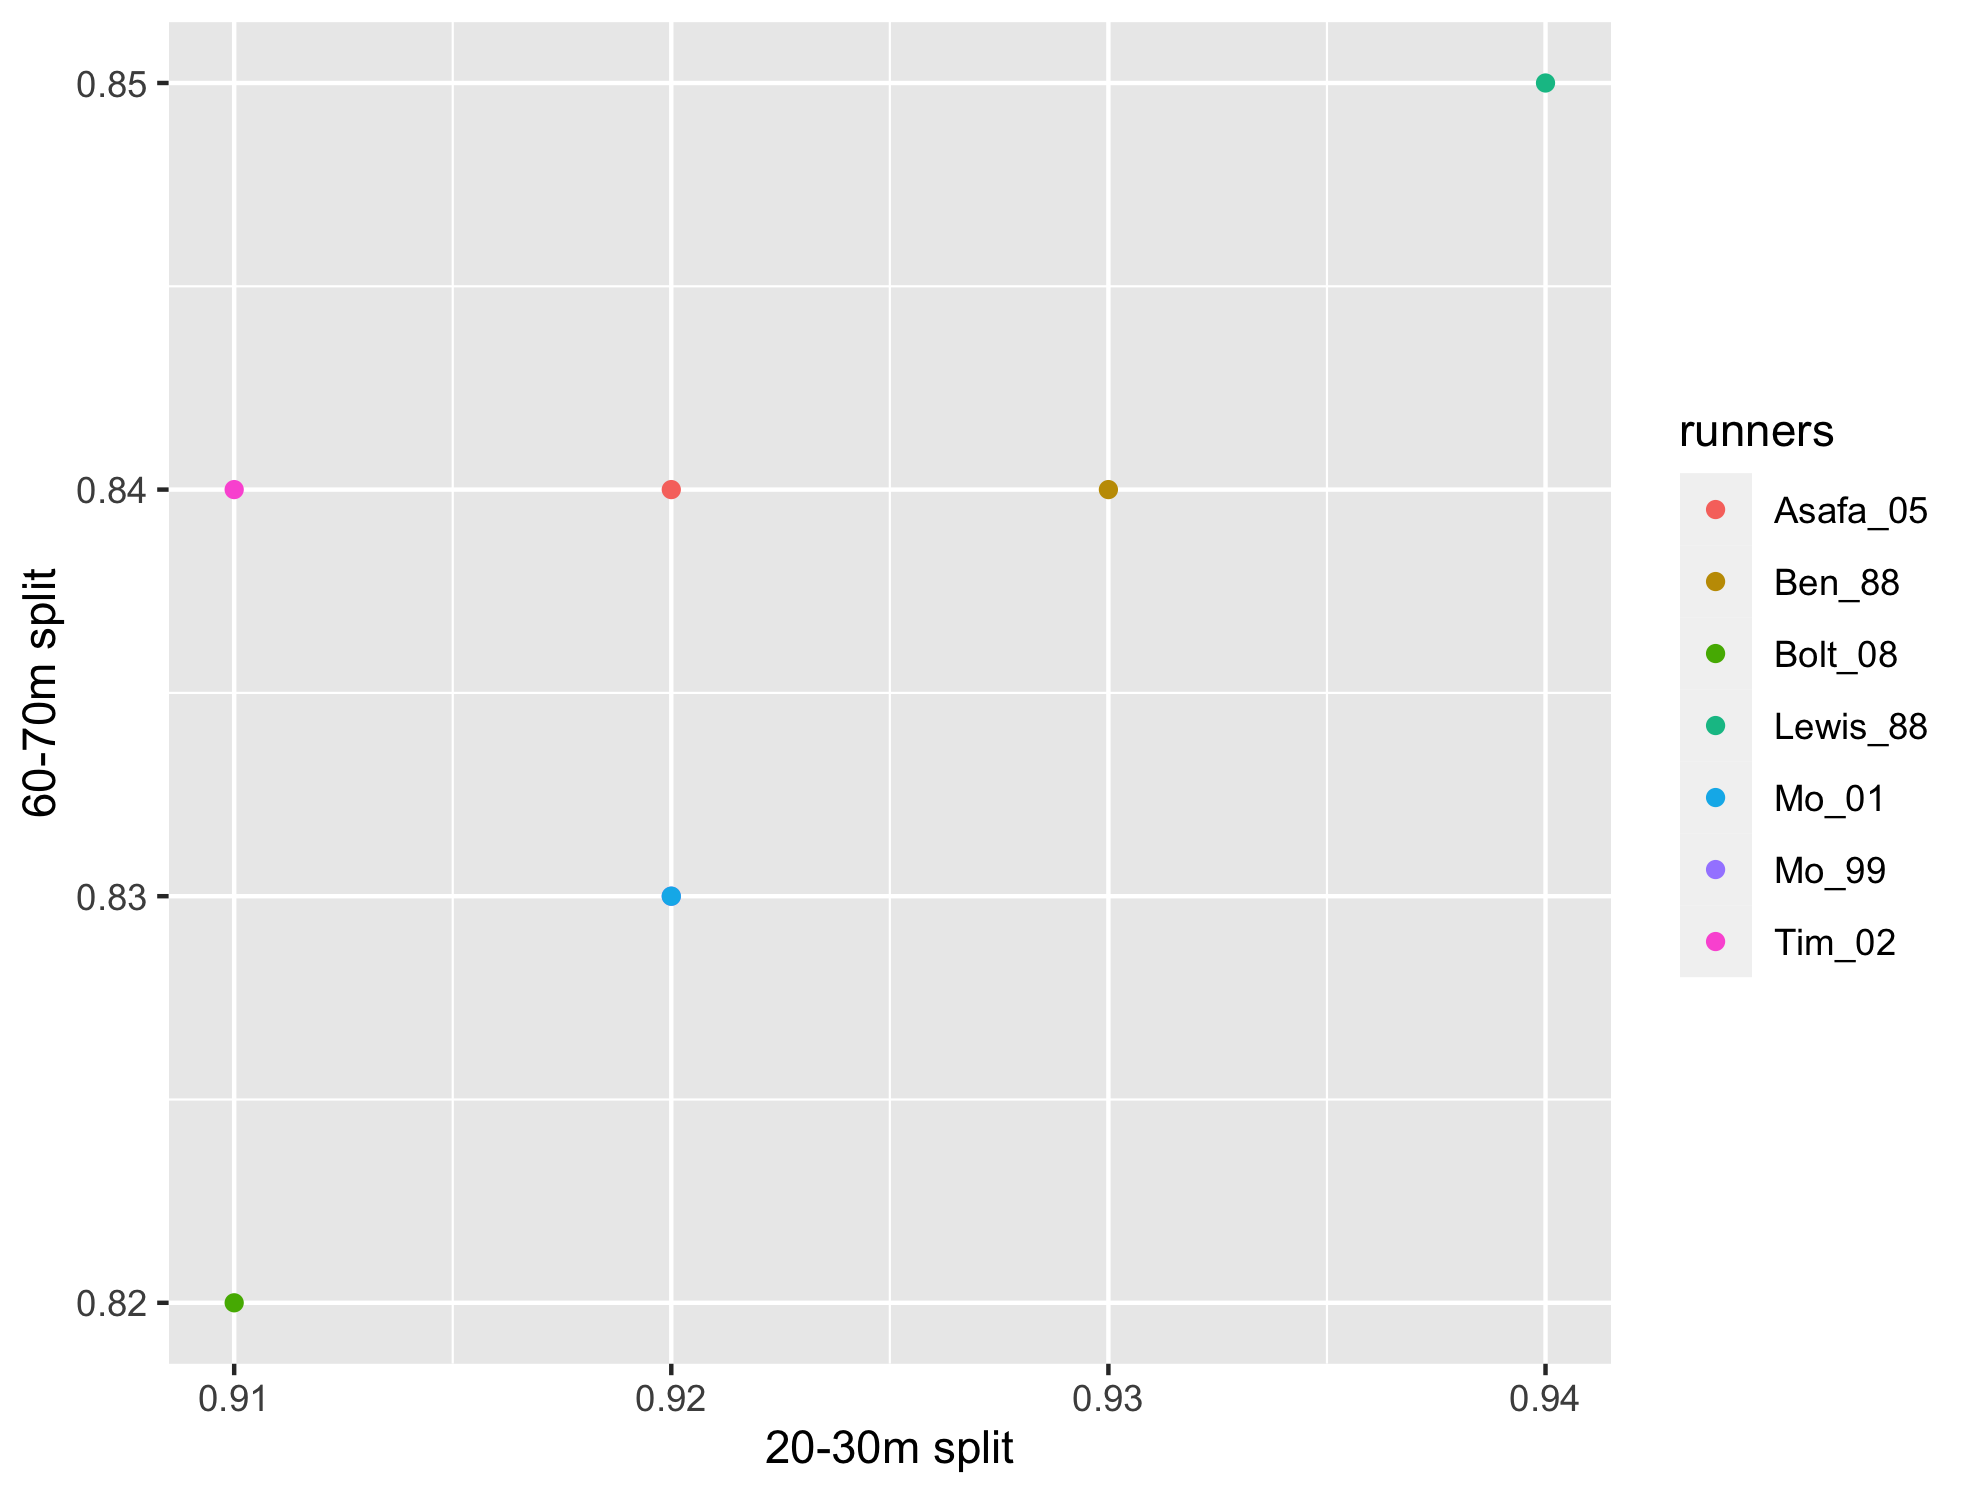 0.85
0.84
0.83
0.82
60-70m split
0.91 0.92 0.93 0.94
20-30m split
runners
Asafa_05
Ben_88
Bolt_08
Lewis_88
Mo_01
Mo_99
Tim_02